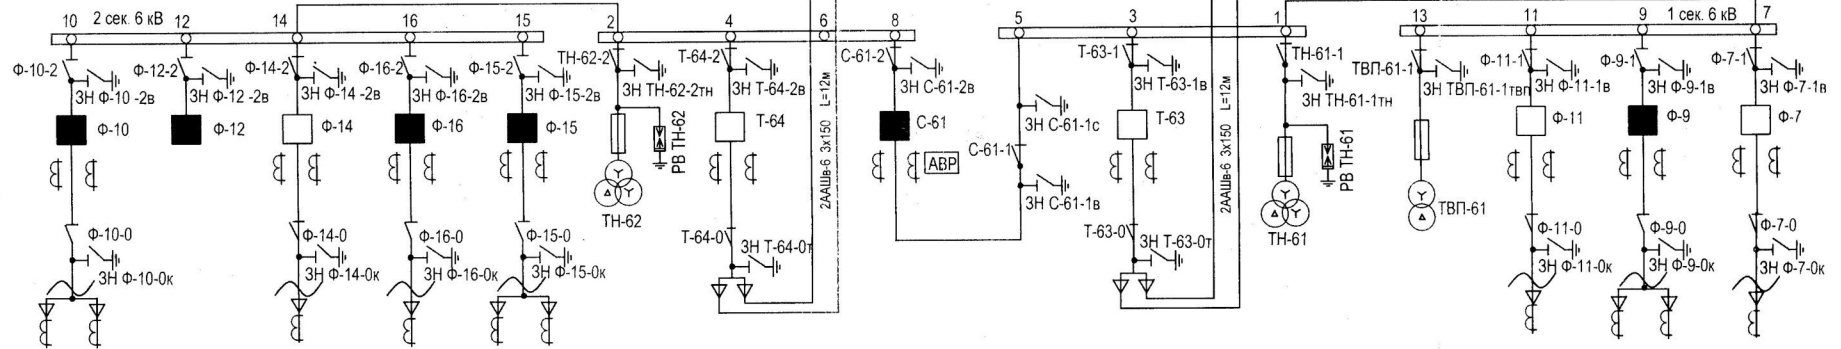 10 2 сек. 6 кВ 12 14 16 15 2 4 6 8 5 3 1 13 11 9 1 сек. 6 кВ 7
Ф-10-2 Ф-12-2 Ф-14-2 Ф-16-2 Ф-15-2 ТН-62-2 Т-64-2 С-61-2 Т-63-1 ТН-61-1 ТВП-61-1 Ф-11-1 Ф-9-1 Ф-7-1
ЗН Ф-10 -2в ЗН Ф-12 -2в ЗН Ф-14 -2в ЗН Ф-16-2в ЗН Ф-15-2в ЗН ТН-62-2тн ЗН Т-64-2в ЗН С-61-2в ЗН Т-63-1в ЗН ТН-61-1тн ЗН ТВП-61-1твп ЗН Ф-11-1в ЗН Ф-9-1в ЗН Ф-7-1в
Ф-10 Ф-12 Ф-14 Ф-16 Ф-15 Т-64 С-61 ЗН С-61-1с Т-63 Ф-11 Ф-9 Ф-7
РВ ТН-62
2ААШв-6 3х150 L=12м
АВР
С-61-1
2ААШв-6 3х150 L=12м
РВ ТН-61
ТН-62 ЗН С-61-1в ТН-61 ТВП-61
Ф-10-0 Ф-14-0 Ф-16-0 Ф-15-0 Т-64-0 Т-63-0 Ф-11-0 Ф-9-0 Ф-7-0
ЗН Ф-10-0к ЗН Ф-14-0к ЗН Ф-16-0к ЗН Ф-15-0к ЗН Т-64-0т ЗН Т-63-0т ЗН Ф-11-0к ЗН Ф-9-0к ЗН Ф-7-0к